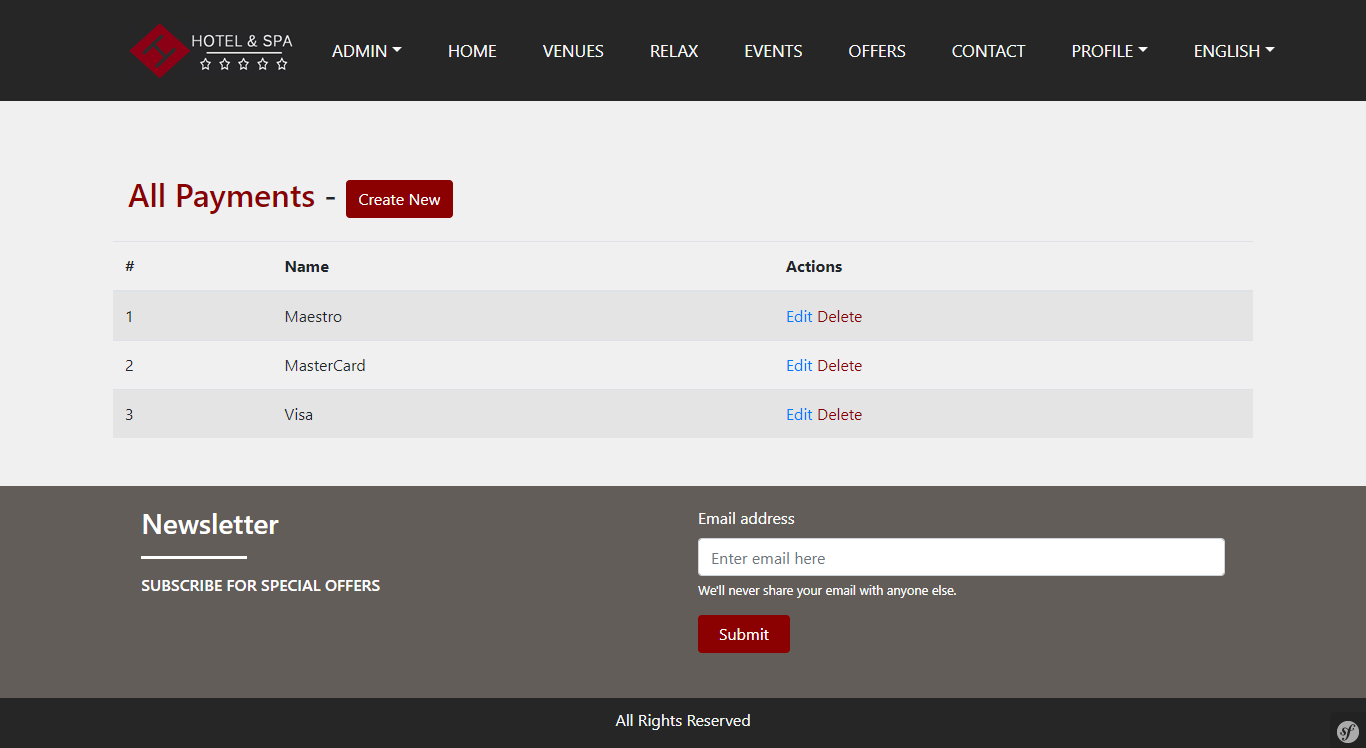 HOTEL & SPA
ADMIN HOME VENUES RELAX EVENTS OFFERS CONTACT PROFILE ENGLISH
All Payments - Create New
# Name Actions
1 Maestro Edit Delete
2 MasterCard Edit Delete
3 Visa Edit Delete
Newsletter
SUBSCRIBE FOR SPECIAL OFFERS
Email address
Enter email here
We'll never share your email with anyone else.
Submit
All Rights Reserved
sf